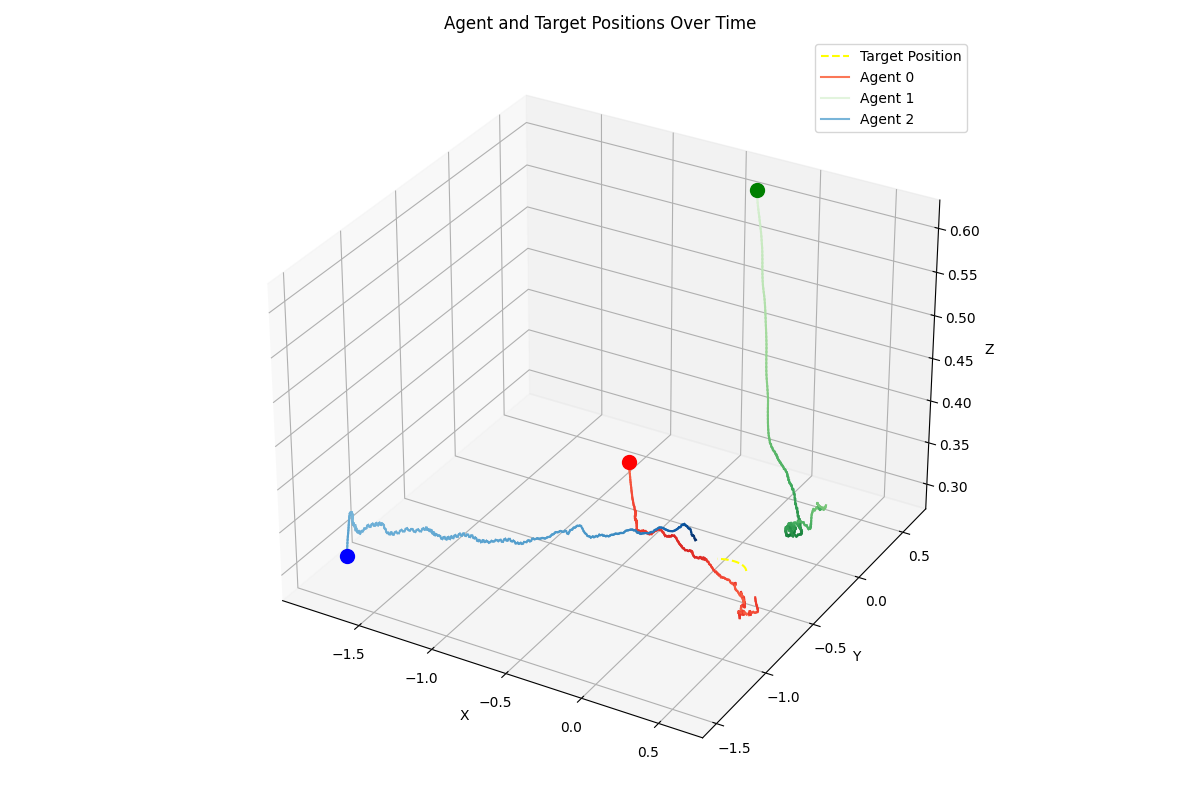 Agent and Target Positions Over Time
Target Position
Agent 0
Agent 1
Agent 2
0.60
0.55
0.50
Z
0.45
0.40
0.35
0.30
0.5
0.0
−0.5
Y
−1.0
−1.5
−1.5
−1.0
−0.5
X
0.0
0.5